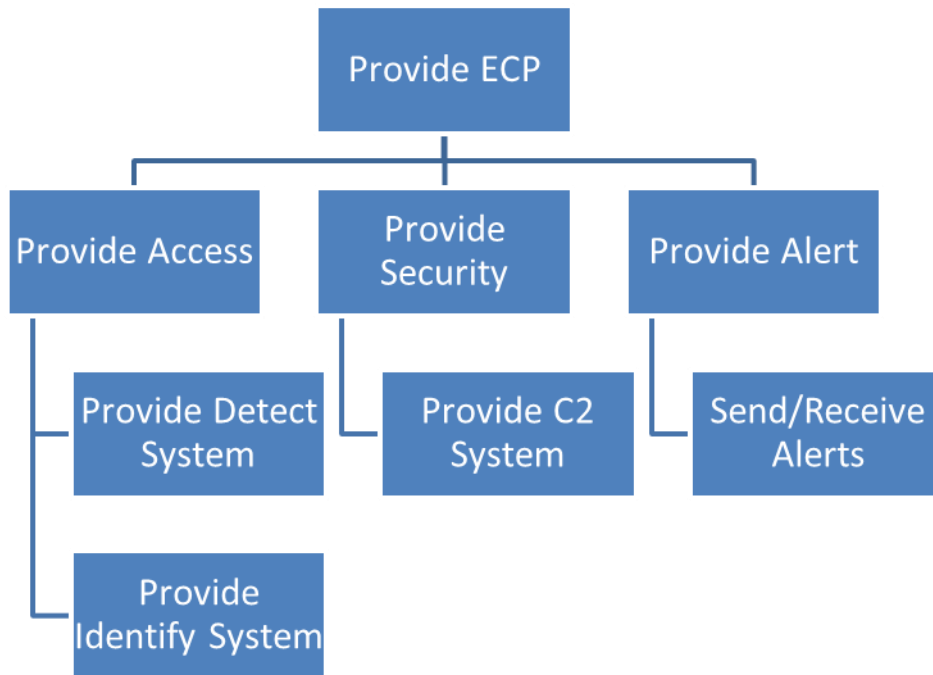 Provide ECP
Provide Access
Provide
Security
Provide Alert
Provide Detect
System
Provide C2
System
Send/Receive
Alerts
Provide
Identify System